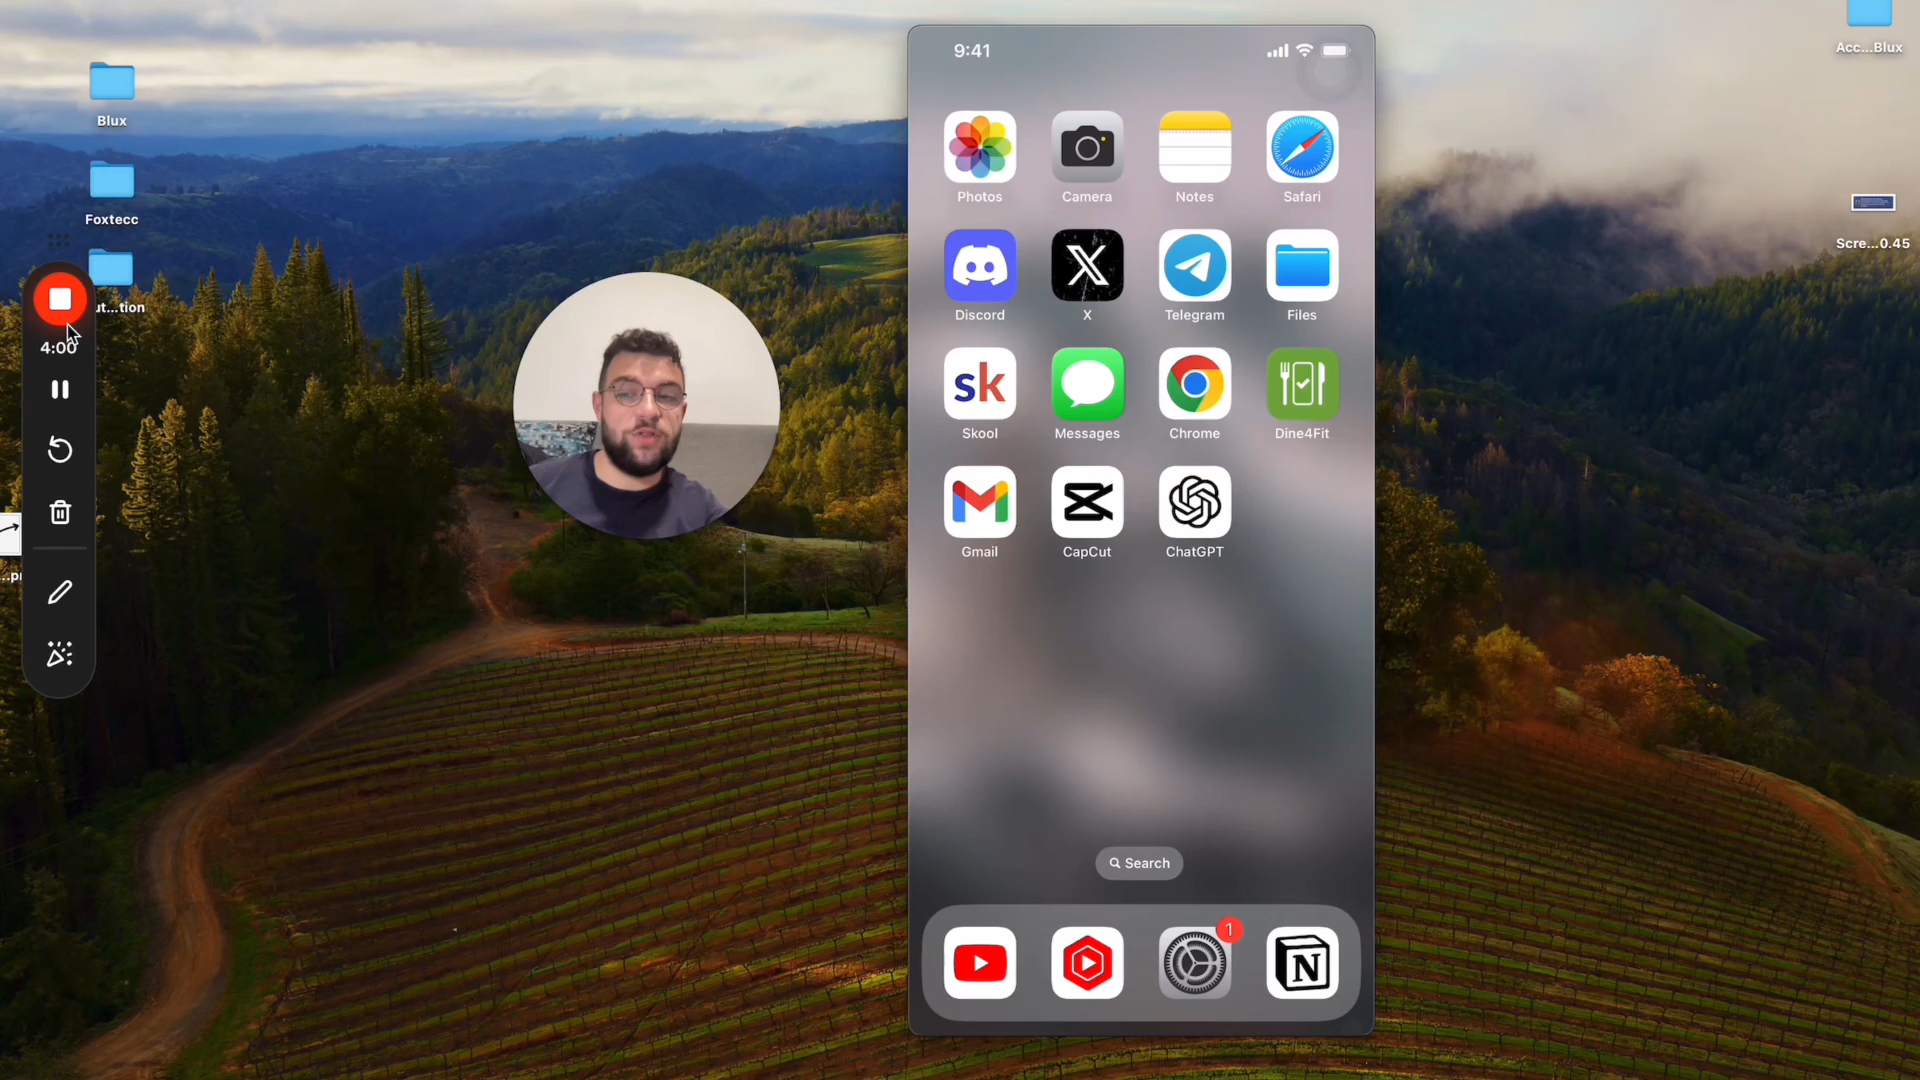 Blux
Foxtecc
ut...tion
4:00
...pr
9:41
Photos
Camera
Notes
Safari
Discord
X
Telegram
Files
sk
Skool
Messages
Chrome
Dine4Fit
Gmail
CapCut
ChatGPT
Search
1
N
Acc...Blux
Scre...0.45